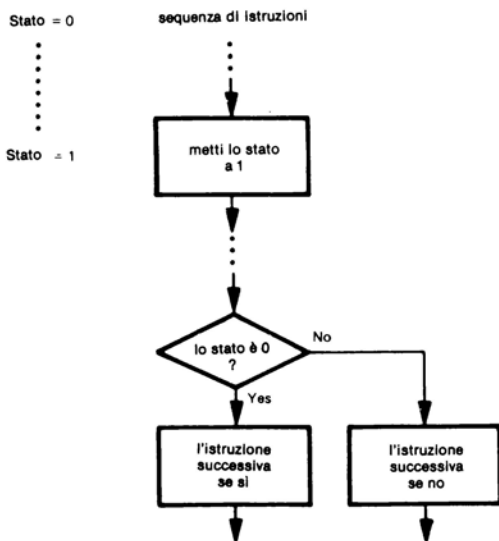 Stato = 0
sequenza di istruzioni
Stato = 1
metti lo stato
a 1
lo stato è 0
?
No
Yes
l'istruzione
successiva
se sì
l'istruzione
successiva
se no